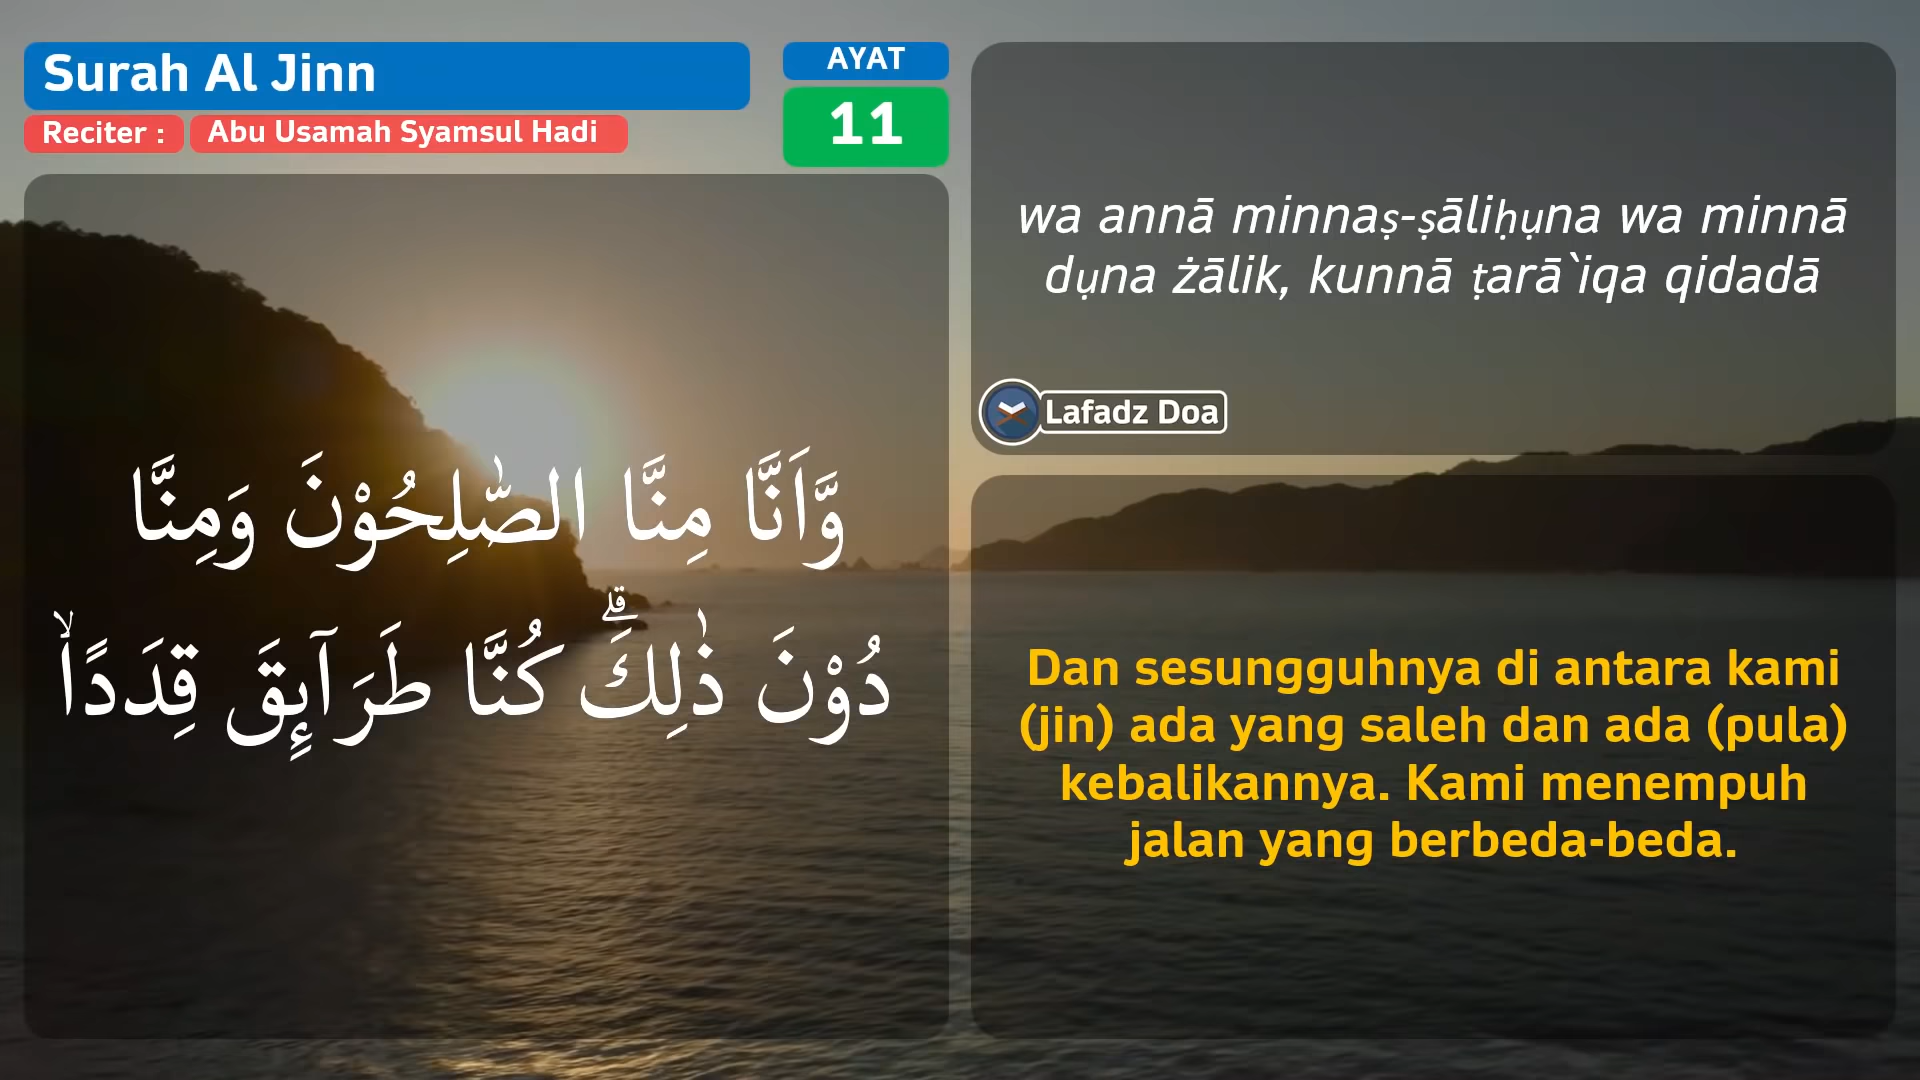 Surah Al Jinn
Reciter :
Abu Usamah Syamsul Hadi
AYAT
11
وَّاَنَّا مِنَّا الصّٰلِحُوْنَ وَمِنَّا
دُوْنَ ذٰلِكَۗ كُنَّا طَرَاۤىِٕقَ قِدَدًاۙ
wa annā minnaṣ-ṣāliḥụna wa minnā
dụna żālik, kunnā ṭarā`iqa qidadā
Lafadz Doa
Dan sesungguhnya di antara kami
(jin) ada yang saleh dan ada (pula)
kebalikannya. Kami menempuh
jalan yang berbeda-beda.